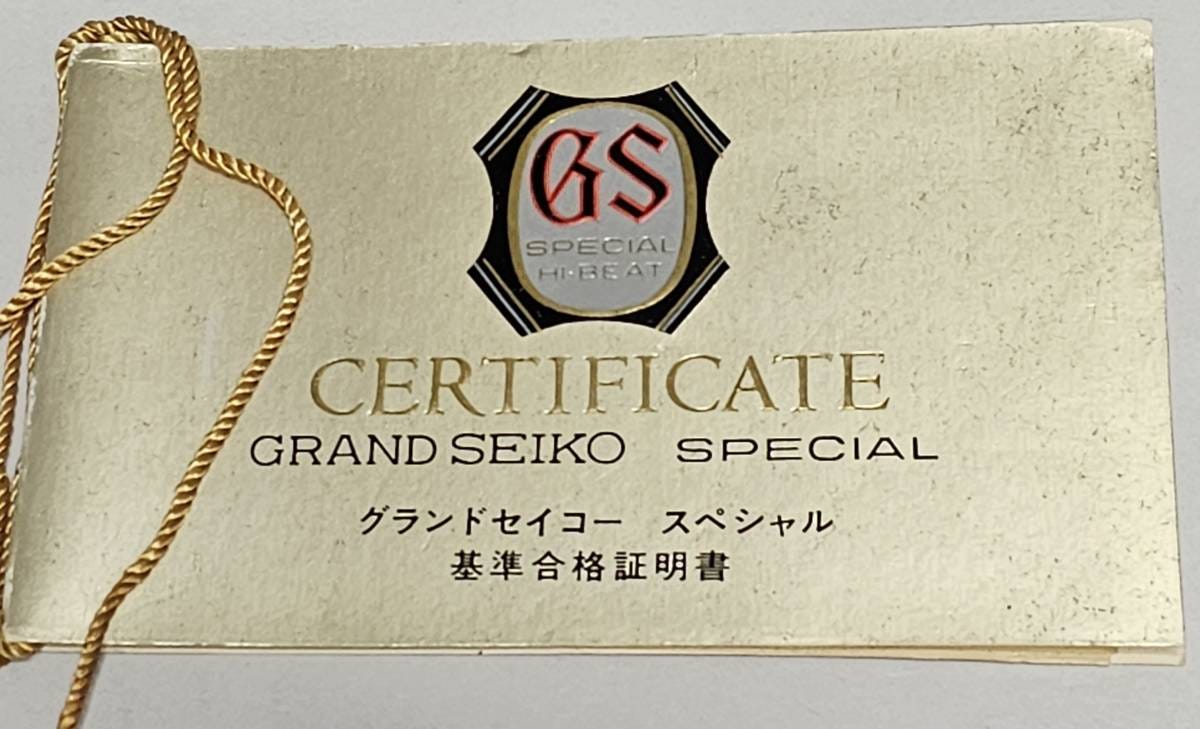 GS
SPECIAL
HI-BEAT
CERTIFICATE
GRAND SEIKO SPECIAL
グランドセイコー スペシャル
基準合格証明書